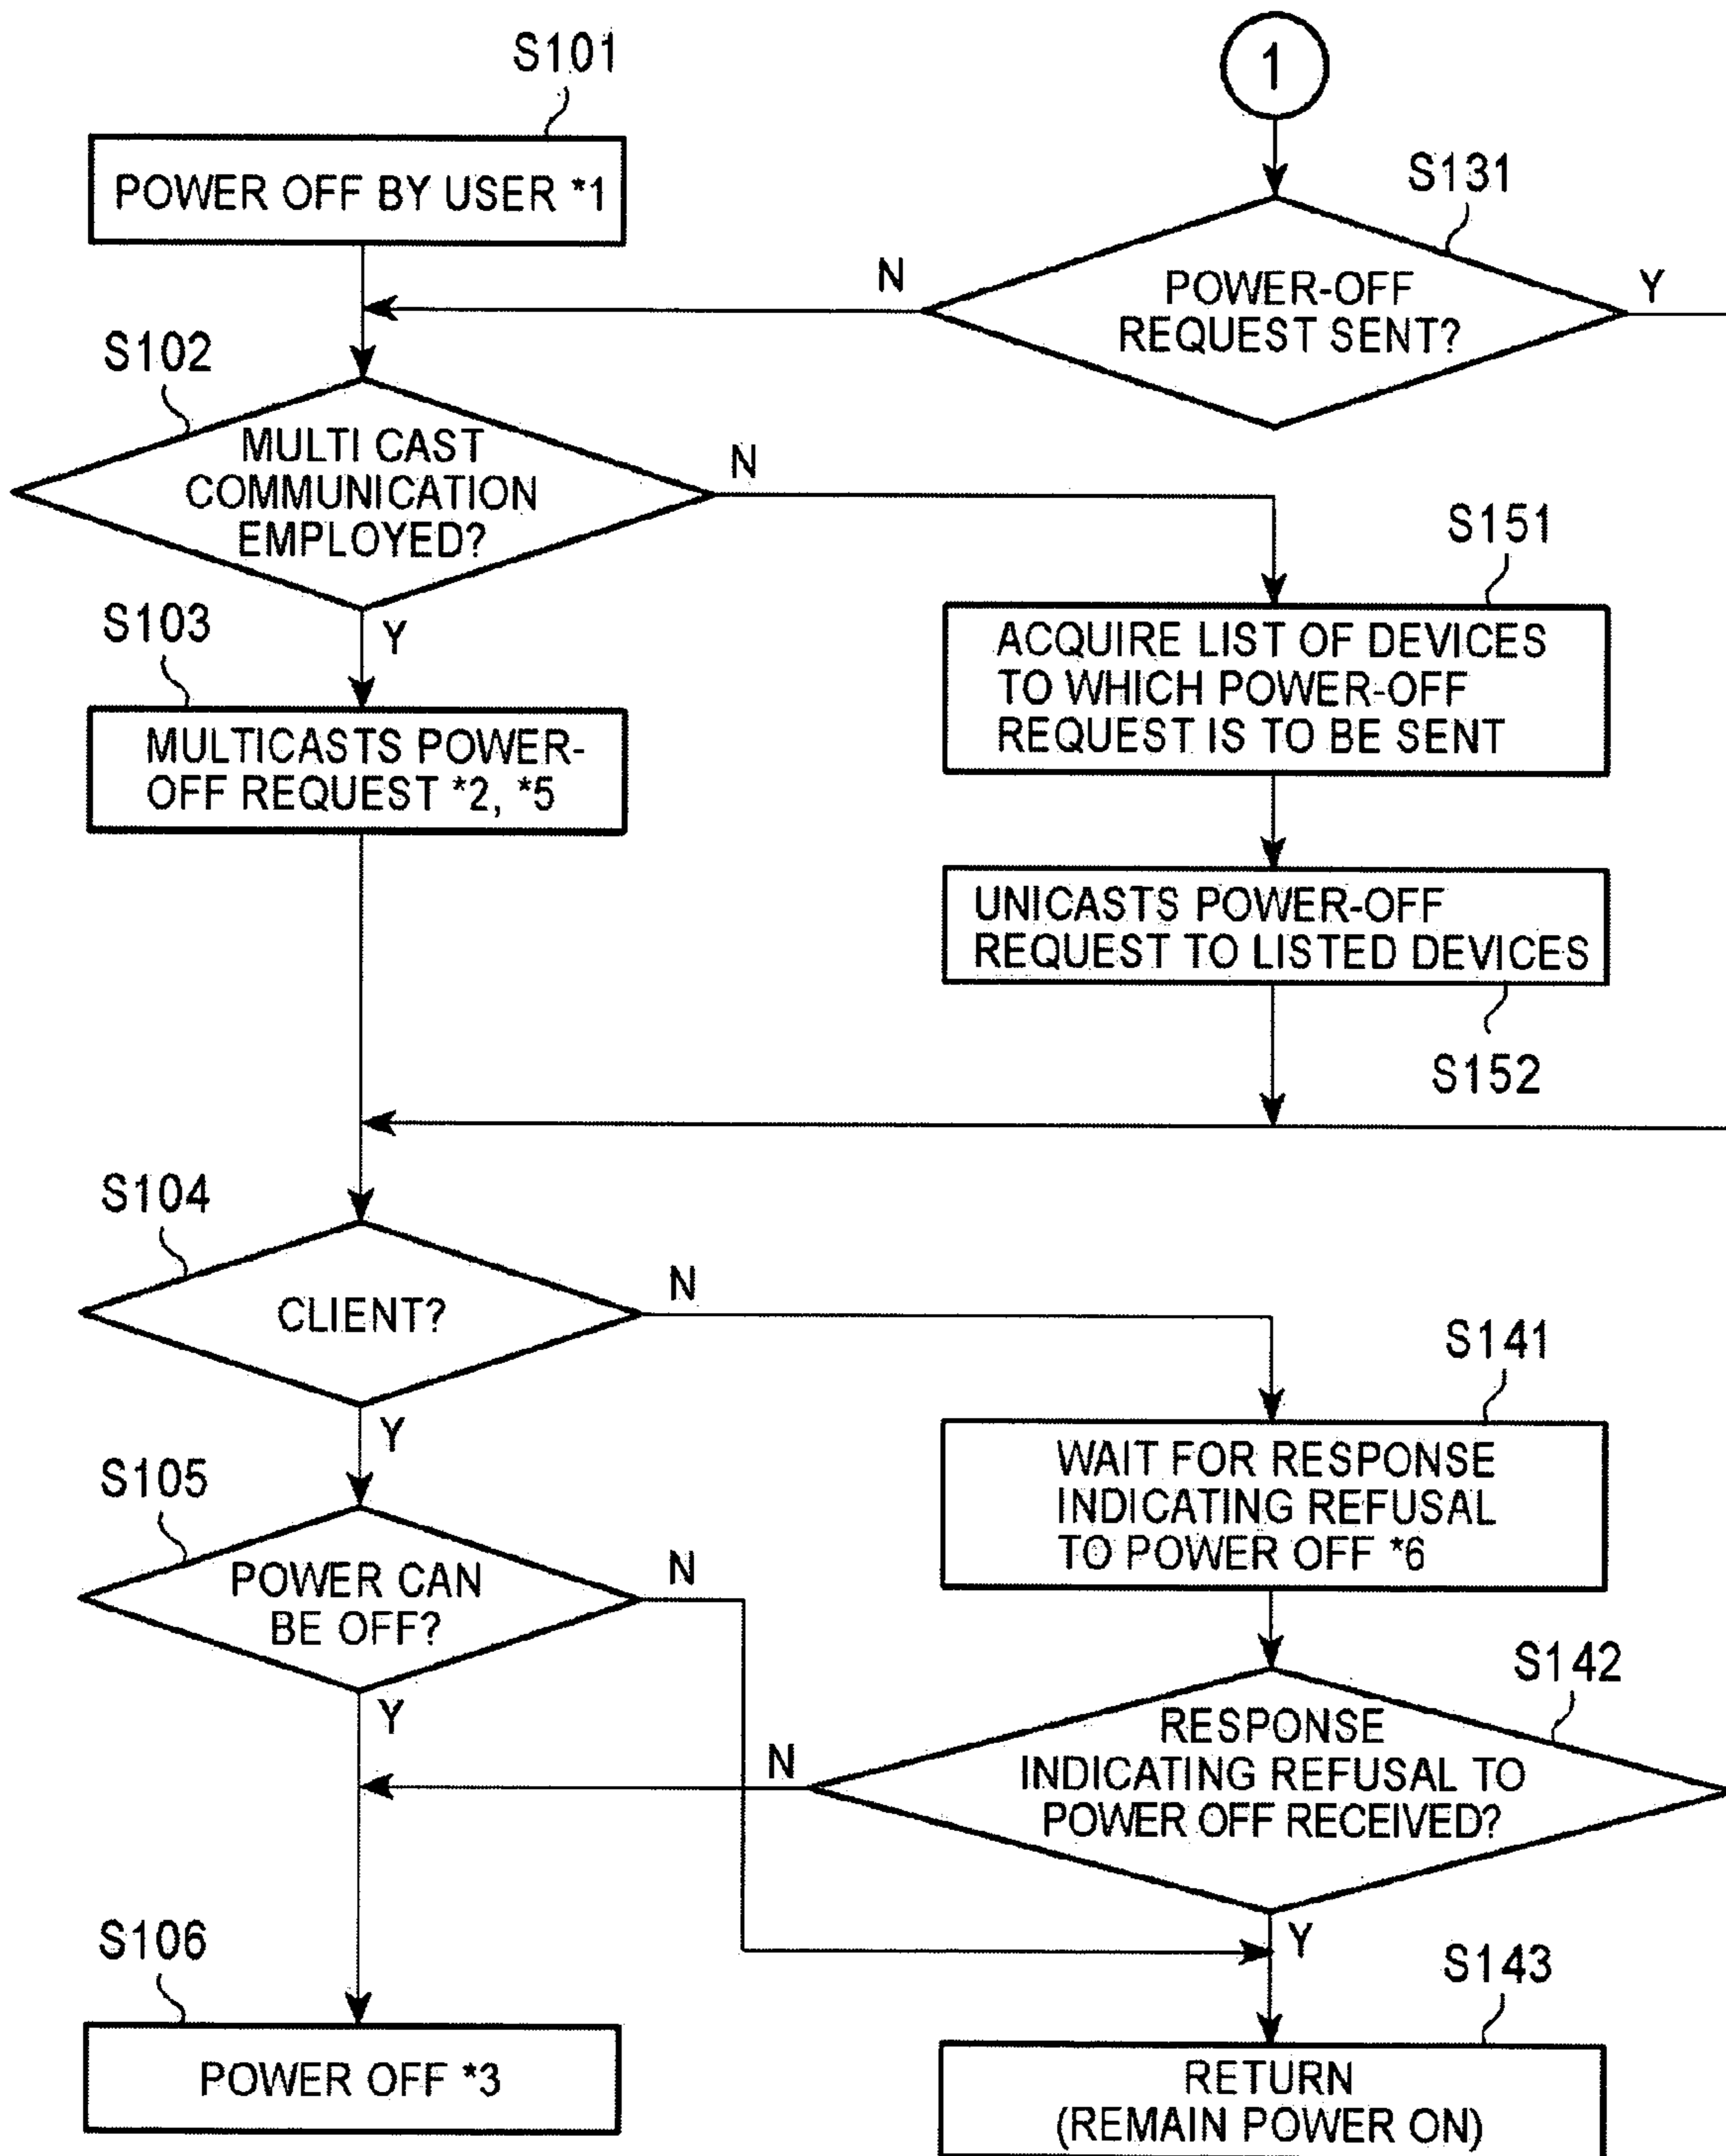 S101
POWER OFF BY USER *1
1
S131
POWER-OFF
REQUEST SENT?
N
Y
S102
MULTI CAST
COMMUNICATION
EMPLOYED?
N
Y
S103
MULTICASTS POWER-
OFF REQUEST *2, *5
S151
ACQUIRE LIST OF DEVICES
TO WHICH POWER-OFF
REQUEST IS TO BE SENT
UNICASTS POWER-OFF
REQUEST TO LISTED DEVICES
S152
S104
CLIENT?
N
Y
S141
WAIT FOR RESPONSE
INDICATING REFUSAL
TO POWER OFF *6
S105
POWER CAN
BE OFF?
N
Y
S142
RESPONSE
INDICATING REFUSAL TO
POWER OFF RECEIVED?
N
Y
S106
POWER OFF *3
S143
RETURN
(REMAIN POWER ON)